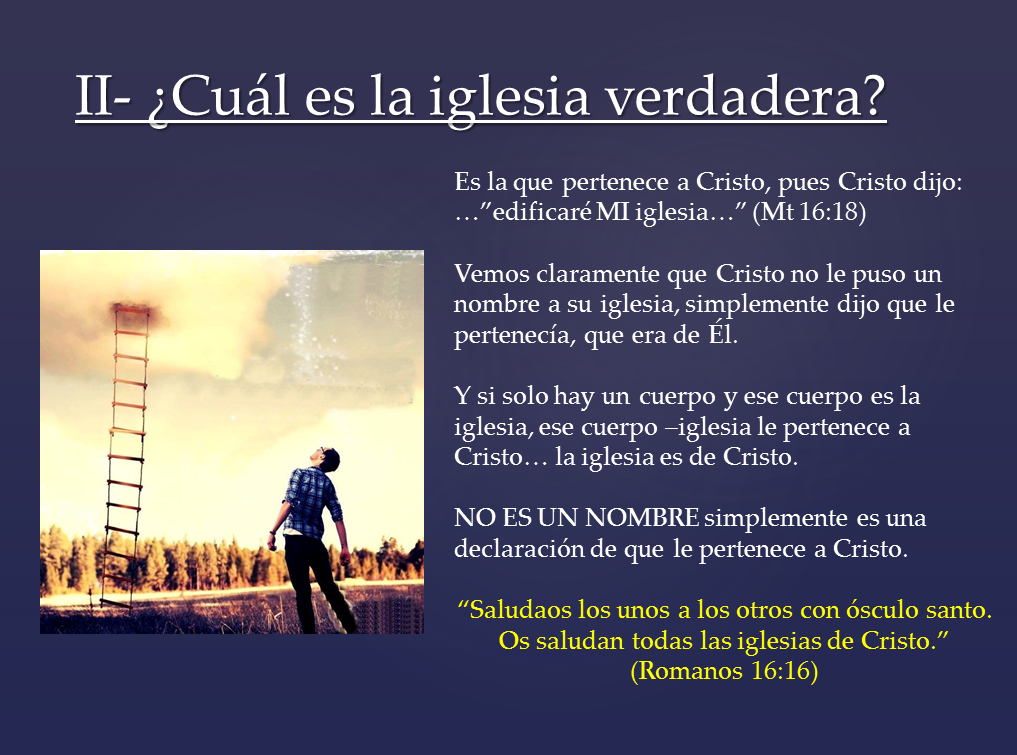 II- ¿Cuál es la iglesia verdadera?
Es la que pertenece a Cristo, pues Cristo dijo:
…”edificaré MI iglesia…” (Mt 16:18)
Vemos claramente que Cristo no le puso un
nombre a su iglesia, simplemente dijo que le
pertenecía, que era de Él.
Y si solo hay un cuerpo y ese cuerpo es la
iglesia, ese cuerpo –iglesia le pertenece a
Cristo… la iglesia es de Cristo.
NO ES UN NOMBRE simplemente es una
declaración de que le pertenece a Cristo.
“Saludaos los unos a los otros con ósculo santo.
Os saludan todas las iglesias de Cristo.”
(Romanos 16:16)